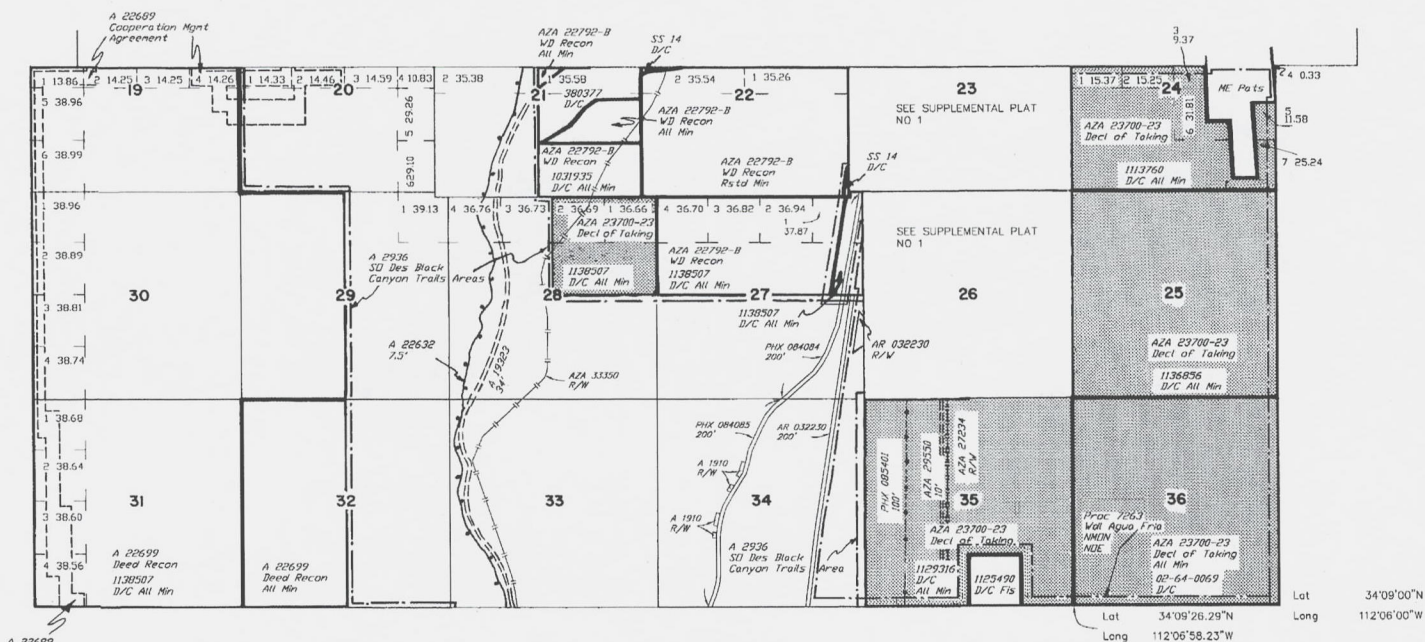 A 22689
Cooperation Mgmt
Agreement
AZA 22792-B
WD Recon
All Min
SS 14
D/C
3
9.37
1 13.86
2 14.25
3 14.25
4 14.26
1 14.33
2 14.46
3 14.59
4 10.83
2 35.38
1 35.58
2 35.54
1 35.26
1 15.37
2 15.25
4 0.33
19
20
21
22
23
24
ME Pats
380377
D/C
5 38.96
5 29.26
AZA 22792-B
WD Recon
All Min
SEE SUPPLEMENTAL PLAT
NO 1
6 31.81
5
11.58
AZA 23700-23
Decl of Taking
6 38.99
6 29.10
AZA 22792-B
WD Recon
1031935
D/C All Min
AZA 22792-B
WD Recon
Rstd Min
SS 14
D/C
7 25.24
1113760
D/C All Min
1 38.96
1 39.13
4 36.76
3 36.73
2 36.69
1 36.66
4 36.70
3 36.82
2 36.94
1
37.87
AZA 23700-23
Decl of Taking
SEE SUPPLEMENTAL PLAT
NO 1
2 38.89
A 2936
SD Des Black
Canyon Trails Areas
AZA 22792-B
WD Recon
1138507
D/C All Min
1138507
D/C All Min
30
29
28
27
26
25
3 38.81
1138507
D/C All Min
4 38.74
A 22632
7.5'
A 19323
34'
PHX 084084
200'
AR 032230
R/W
AZA 23700-23
Decl of Taking
AZA 33350
R/W
1136856
D/C All Min
1 38.68
PHX 084085
200'
AR 032230
200'
PHX 085401
100'
AZA 29550
10'
AZA 27234
R/W
2 38.64
A 1910
R/W
31
32
33
34
35
36
3 38.60
A 1910
R/W
Proc 7263
Wdl Agua Fria
NMON
NOE
AZA 23700-23
Decl of Taking
AZA 23700-23
Decl of Taking
All Min
02-64-0069
D/C
A 22699
Deed Recon
1138507
D/C All Min
4 38.56
A 22699
Deed Recon
All Min
A 2936
SD Des Black
Canyon Trails
Area
1129316
D/C
All Min
1125490
D/C Fis
Lat 34°09'00"N
Long 112°06'00"W
Lat 34°09'26.29"N
Long 112°06'58.23"W
A 22689